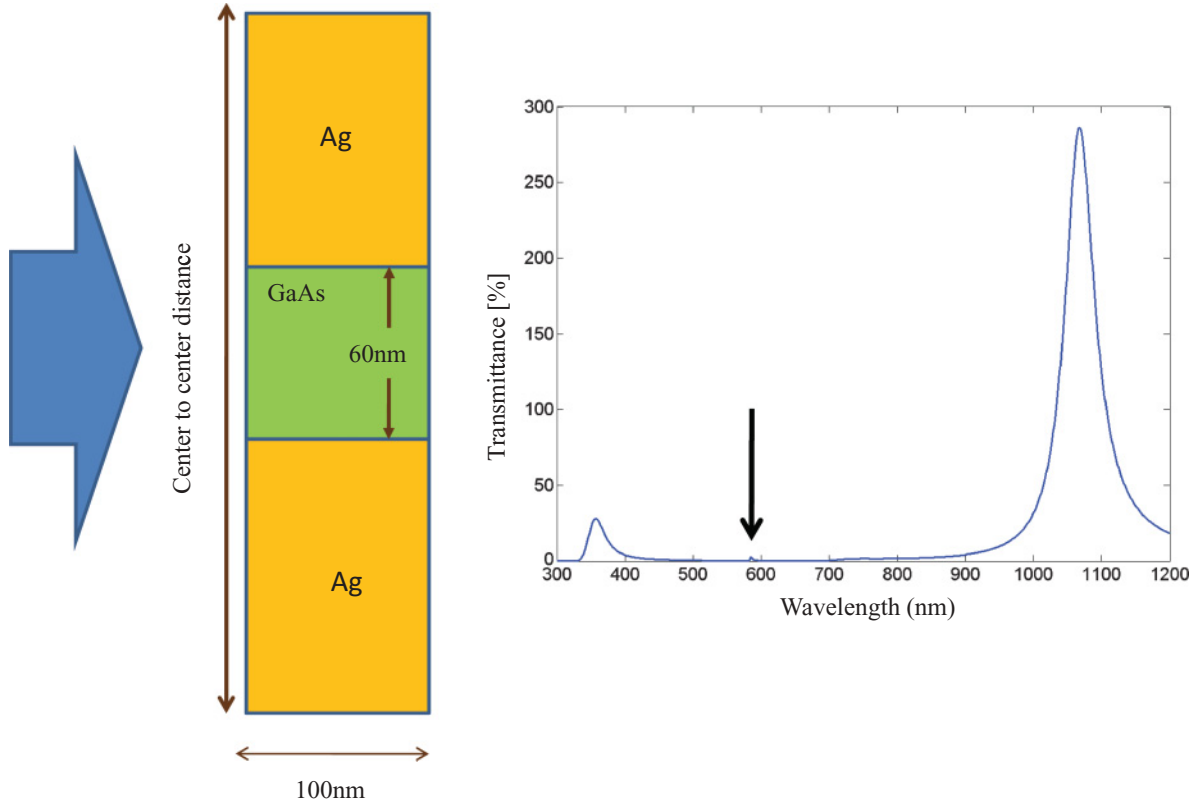 Center to center distance
Ag
GaAs
60nm
Ag
100nm
Transmittance [%]
300
250
200
150
100
50
0
300 400 500 600 700 800 900 1000 1100 1200
Wavelength (nm)